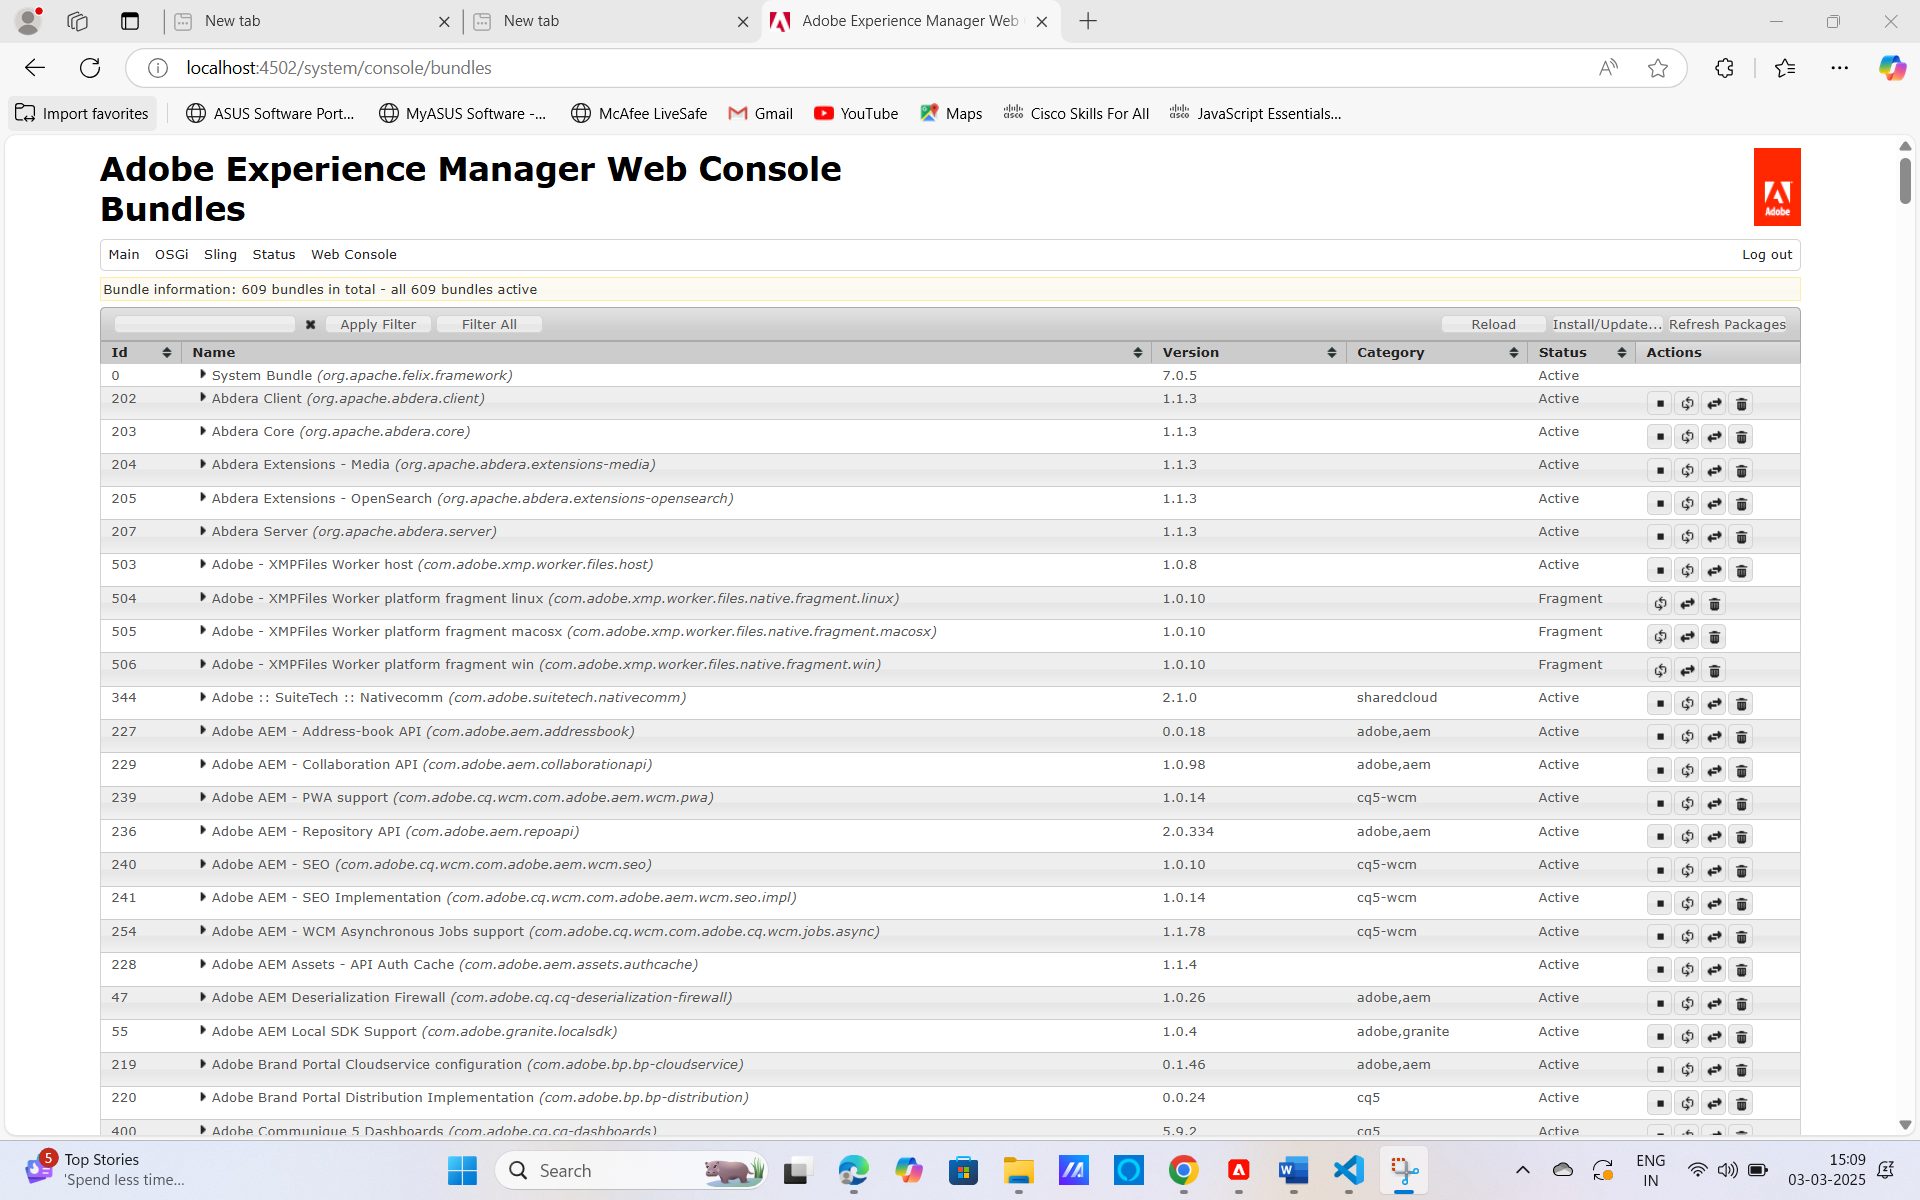 New tab
New tab
Adobe Experience Manager Web
localhost:4502/system/console/bundles
Import favorites
ASUS Software Port...
MyASUS Software -...
McAfee LiveSafe
Gmail
YouTube
Maps
Cisco Skills For All
JavaScript Essentials...
Adobe Experience Manager Web Console
Bundles
Adobe
Main OSGi Sling Status Web Console Log out
Bundle information: 609 bundles in total - all 609 bundles active
Apply Filter Filter All Reload Install/Update... Refresh Packages
Id Name Version Category Status Actions
0 System Bundle (org.apache.felix.framework) 7.0.5 Active
202 Abdera Client (org.apache.abdera.client) 1.1.3 Active
203 Abdera Core (org.apache.abdera.core) 1.1.3 Active
204 Abdera Extensions - Media (org.apache.abdera.extensions-media) 1.1.3 Active
205 Abdera Extensions - OpenSearch (org.apache.abdera.extensions-opensearch) 1.1.3 Active
207 Abdera Server (org.apache.abdera.server) 1.1.3 Active
503 Adobe - XMPFiles Worker host (com.adobe.xmp.worker.files.host) 1.0.8 Active
504 Adobe - XMPFiles Worker platform fragment linux (com.adobe.xmp.worker.files.native.fragment.linux) 1.0.10 Fragment
505 Adobe - XMPFiles Worker platform fragment macosx (com.adobe.xmp.worker.files.native.fragment.macosx) 1.0.10 Fragment
506 Adobe - XMPFiles Worker platform fragment win (com.adobe.xmp.worker.files.native.fragment.win) 1.0.10 Fragment
344 Adobe :: SuiteTech :: Nativecomm (com.adobe.suitetech.nativecomm) 2.1.0 sharedcloud Active
227 Adobe AEM - Address-book API (com.adobe.aem.addressbook) 0.0.18 adobe,aem Active
229 Adobe AEM - Collaboration API (com.adobe.aem.collaborationapi) 1.0.98 adobe,aem Active
239 Adobe AEM - PWA support (com.adobe.cq.wcm.com.adobe.aem.wcm.pwa) 1.0.14 cq5-wcm Active
236 Adobe AEM - Repository API (com.adobe.aem.repoapi) 2.0.334 adobe,aem Active
240 Adobe AEM - SEO (com.adobe.cq.wcm.com.adobe.aem.wcm.seo) 1.0.10 cq5-wcm Active
241 Adobe AEM - SEO Implementation (com.adobe.cq.wcm.com.adobe.aem.wcm.seo.impl) 1.0.14 cq5-wcm Active
254 Adobe AEM - WCM Asynchronous Jobs support (com.adobe.cq.wcm.com.adobe.cq.wcm.jobs.async) 1.1.78 cq5-wcm Active
228 Adobe AEM Assets - API Auth Cache (com.adobe.aem.assets.authcache) 1.1.4 Active
47 Adobe AEM Deserialization Firewall (com.adobe.cq.cq-deserialization-firewall) 1.0.26 adobe,aem Active
55 Adobe AEM Local SDK Support (com.adobe.granite.localsdk) 1.0.4 adobe,granite Active
219 Adobe Brand Portal Cloudservice configuration (com.adobe.bp.bp-cloudservice) 0.1.46 adobe,aem Active
220 Adobe Brand Portal Distribution Implementation (com.adobe.bp.bp-distribution) 0.0.24 cq5 Active
400 Adobe Communique 5 Dashboards (com.adobe.cq.cq-dashboards) 5.9.2 cq5 Active
5 Top Stories
'Spend less time...
Search
ENG
IN
15:09
03-03-2025